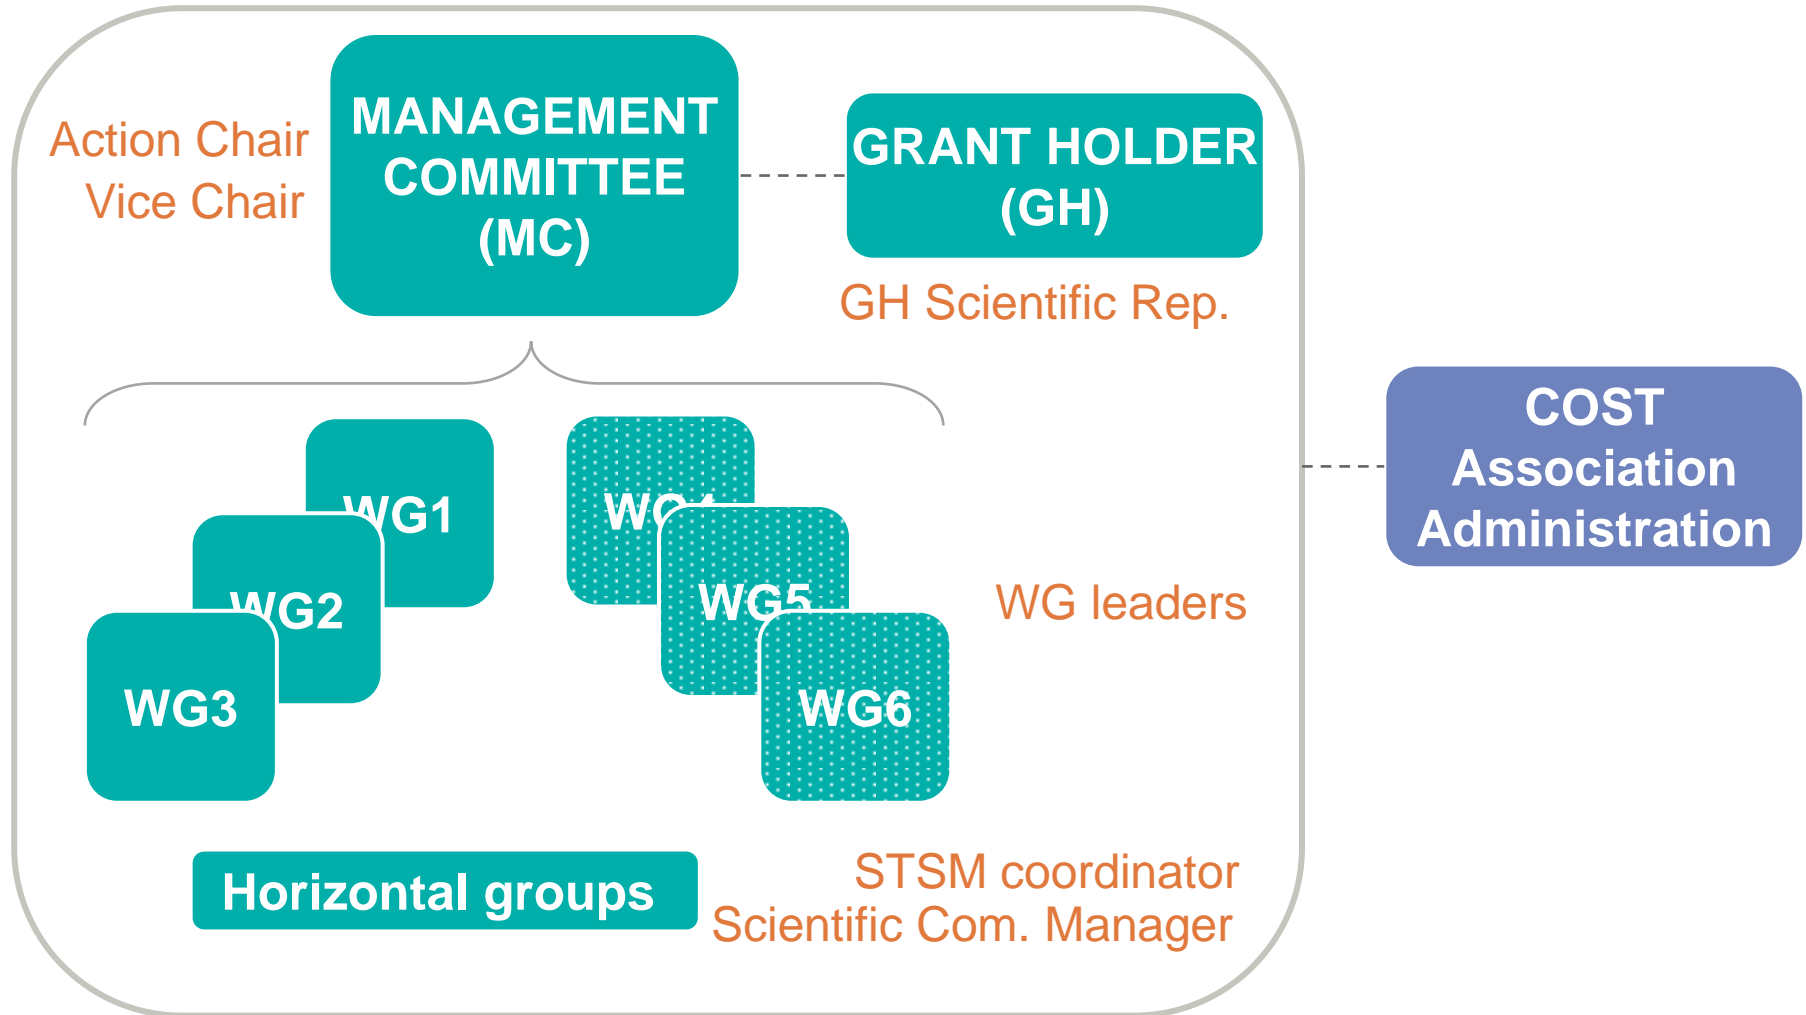 Action Chair
Vice Chair
MANAGEMENT
COMMITTEE
(MC)
GRANT HOLDER
(GH)
GH Scientific Rep.
COST
Association
Administration
WG1
WG2
WG3
WG5
WG6
WG leaders
Horizontal groups
STSM coordinator
Scientific Com. Manager